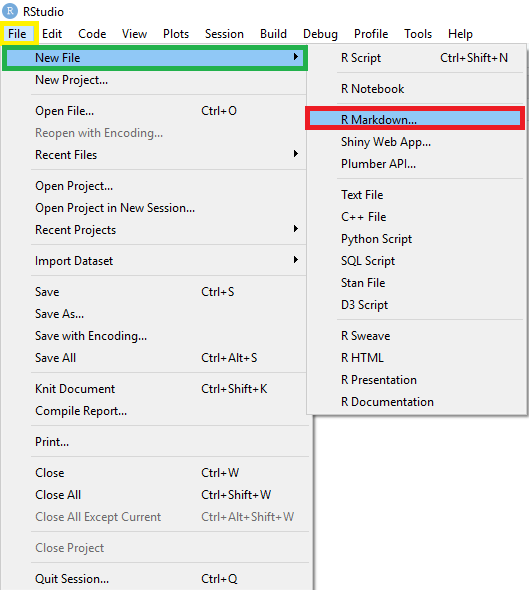 R RStudio
File Edit Code View Plots Session Build Debug Profile Tools Help
New File
New Project...
Open File... Ctrl+O
Reopen with Encoding...
Recent Files
Open Project...
Open Project in New Session...
Recent Projects
Import Dataset
Save Ctrl+S
Save As...
Save with Encoding...
Save All Ctrl+Alt+S
Knit Document Ctrl+Shift+K
Compile Report...
Print...
Close Ctrl+W
Close All Ctrl+Shift+W
Close All Except Current Ctrl+Alt+Shift+W
Close Project
Quit Session... Ctrl+Q
R Script Ctrl+Shift+N
R Notebook
R Markdown...
Shiny Web App...
Plumber API...
Text File
C++ File
Python Script
SQL Script
Stan File
D3 Script
R Sweave
R HTML
R Presentation
R Documentation